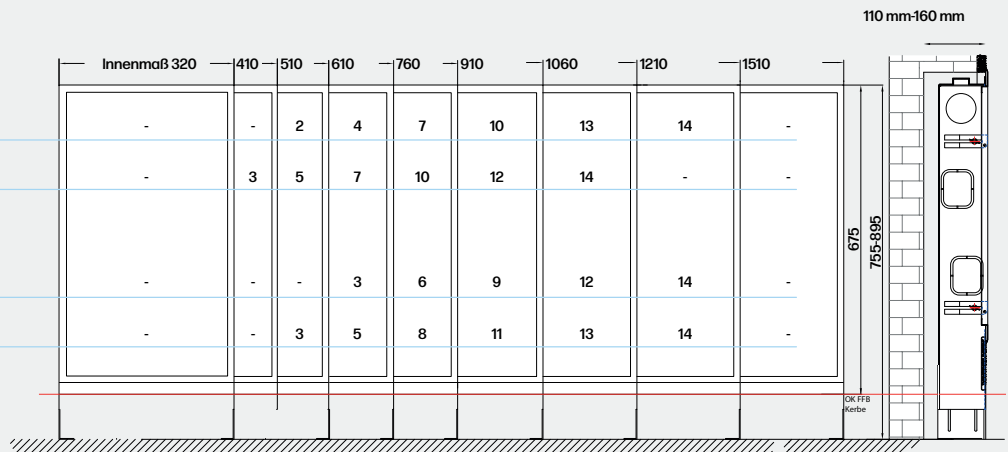 110 mm-160 mm
Innenmaß 320 410 510 610 760 910 1060 1210 1510
- - 2 4 7 10 13 14 -
- 3 5 7 10 12 14 - -
675
755-895
- - - 3 6 9 12 14 -
- - 3 5 8 11 13 14 -
OK FFB
Kerbe